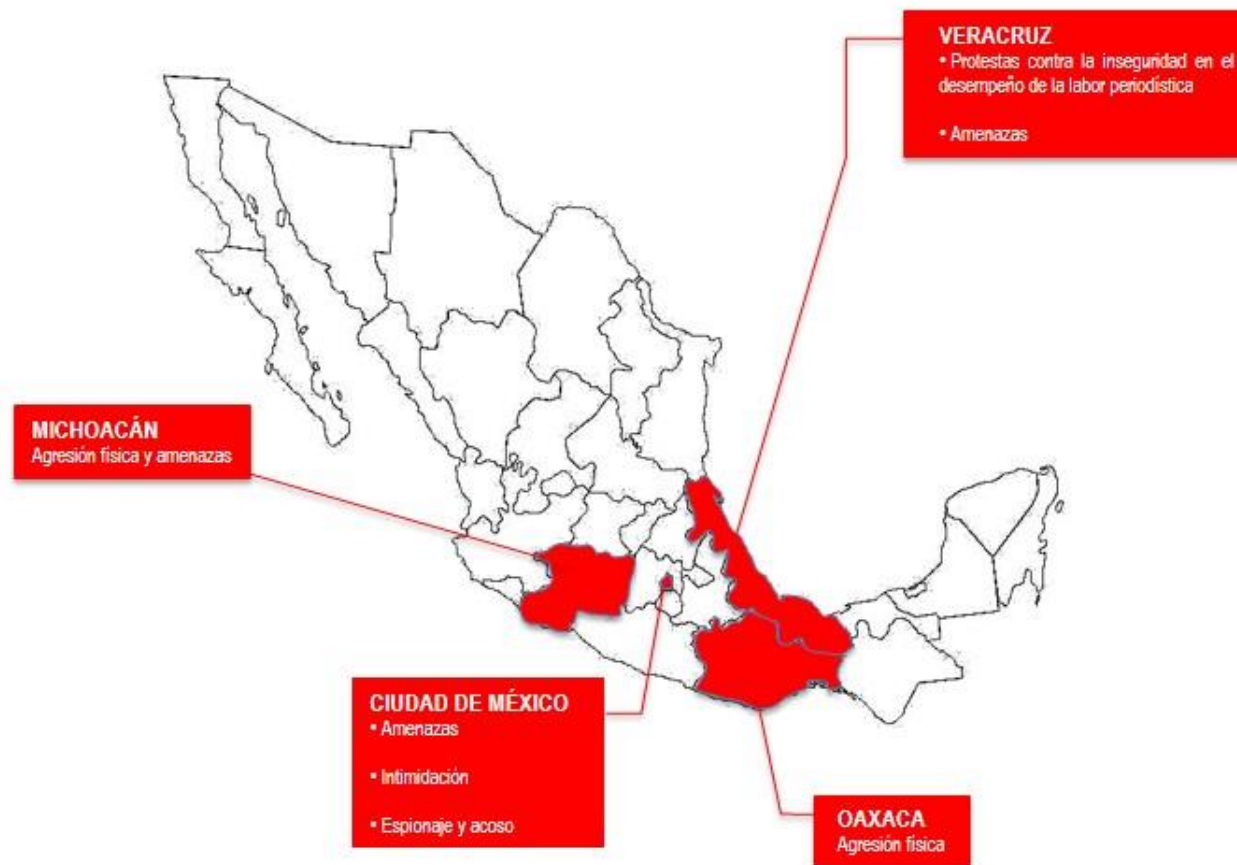 VERACRUZ
• Protestas contra la inseguridad en el
desempeño de la labor periodística
• Amenazas
MICHOACÁN
Agresión física y amenazas
CIUDAD DE MÉXICO
• Amenazas
• Intimidación
• Espionaje y acoso
OAXACA
Agresión física